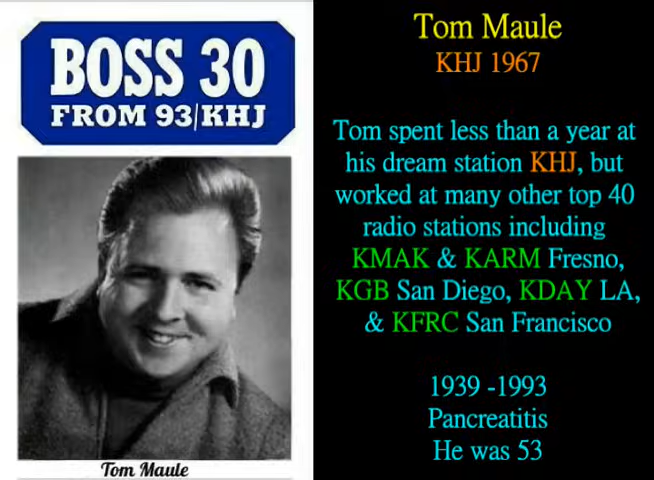 BOSS 30
FROM 93/KHJ
Tom Maule
Tom Maule
KHJ 1967
Tom spent less than a year at
his dream station KHJ, but
worked at many other top 40
radio stations including
KMAK & KARM Fresno,
KGB San Diego, KDAY LA,
& KFRC San Francisco
1939 -1993
Pancreatitis
He was 53